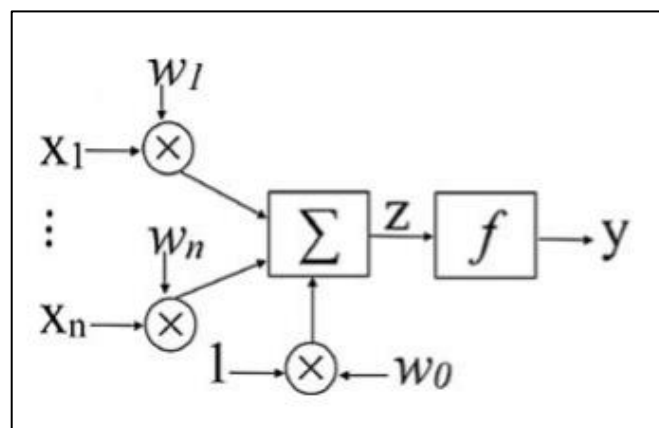 w₁
x₁ ×
⋮
wₙ ∑ z f y
xₙ ×
1 × w₀